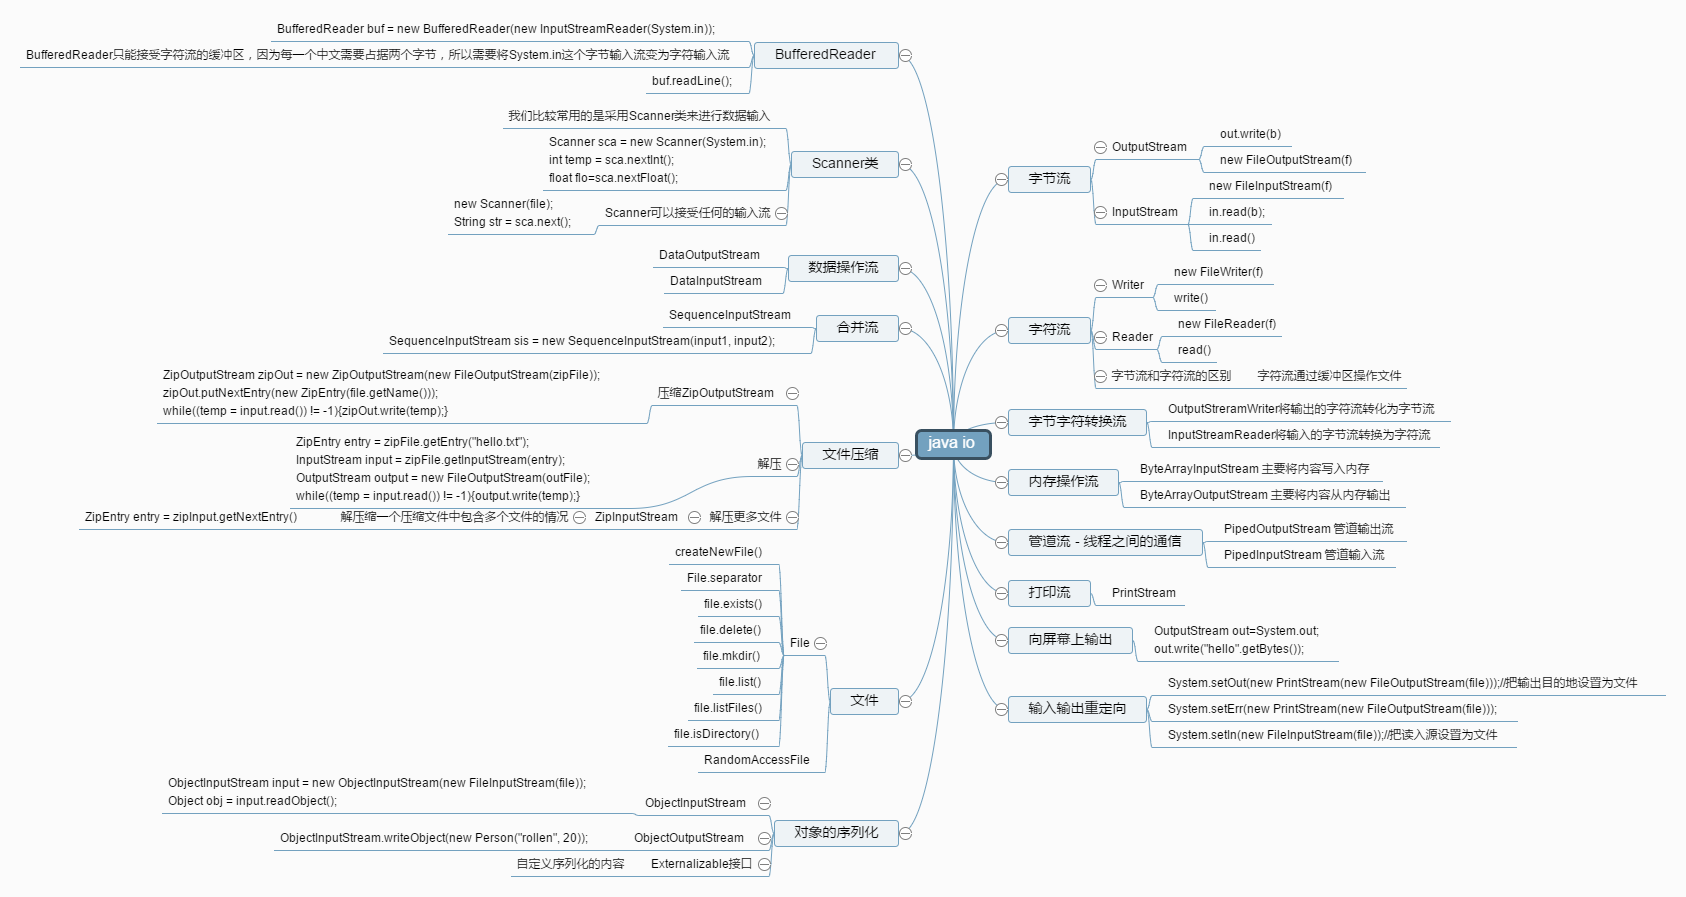 java io
BufferedReader
BufferedReader buf = new BufferedReader(new InputStreamReader(System.in));
BufferedReader只能接受字符流的缓冲区，因为每一个中文需要占据两个字节，所以需要将System.in这个字节输入流变为字符输入流
buf.readLine();
Scanner类
我们比较常用的是采用Scanner类来进行数据输入
Scanner sca = new Scanner(System.in);
int temp = sca.nextInt();
float flo=sca.nextFloat();
Scanner可以接受任何的输入流
new Scanner(file);
String str = sca.next();
数据操作流
DataOutputStream
DataInputStream
合并流
SequenceInputStream
SequenceInputStream sis = new SequenceInputStream(input1, input2);
文件压缩
压缩ZipOutputStream
ZipOutputStream zipOut = new ZipOutputStream(new FileOutputStream(zipFile));
zipOut.putNextEntry(new ZipEntry(file.getName()));
while((temp = input.read()) != -1){zipOut.write(temp);}
解压
ZipEntry entry = zipFile.getEntry("hello.txt");
InputStream input = zipFile.getInputStream(entry);
OutputStream output = new FileOutputStream(outFile);
while((temp = input.read()) != -1){output.write(temp);}
解压更多文件
ZipInputStream
解压缩一个压缩文件中包含多个文件的情况
ZipEntry entry = zipInput.getNextEntry()
文件
File
createNewFile()
File.separator
file.exists()
file.delete()
file.mkdir()
file.list()
file.listFiles()
file.isDirectory()
RandomAccessFile
对象的序列化
ObjectInputStream
ObjectInputStream input = new ObjectInputStream(new FileInputStream(file));
Object obj = input.readObject();
ObjectOutputStream
ObjectInputStream.writeObject(new Person("rollen", 20));
Externalizable接口
自定义序列化的内容
字节流
OutputStream
out.write(b)
new FileOutputStream(f)
InputStream
new FileInputStream(f)
in.read(b);
in.read()
字符流
Writer
new FileWriter(f)
write()
Reader
new FileReader(f)
read()
字节流和字符流的区别
字符流通过缓冲区操作文件
字节字符转换流
OutputStreramWriter将输出的字符流转化为字节流
InputStreamReader将输入的字节流转换为字符流
内存操作流
ByteArrayInputStream 主要将内容写入内存
ByteArrayOutputStream 主要将内容从内存输出
管道流 - 线程之间的通信
PipedOutputStream 管道输出流
PipedInputStream 管道输入流
打印流
PrintStream
向屏幕上输出
OutputStream out=System.out;
out.write("hello".getBytes());
输入输出重定向
System.setOut(new PrintStream(new FileOutputStream(file)));//把输出目的地设置为文件
System.setErr(new PrintStream(new FileOutputStream(file)));
System.setIn(new FileInputStream(file));//把读入源设置为文件